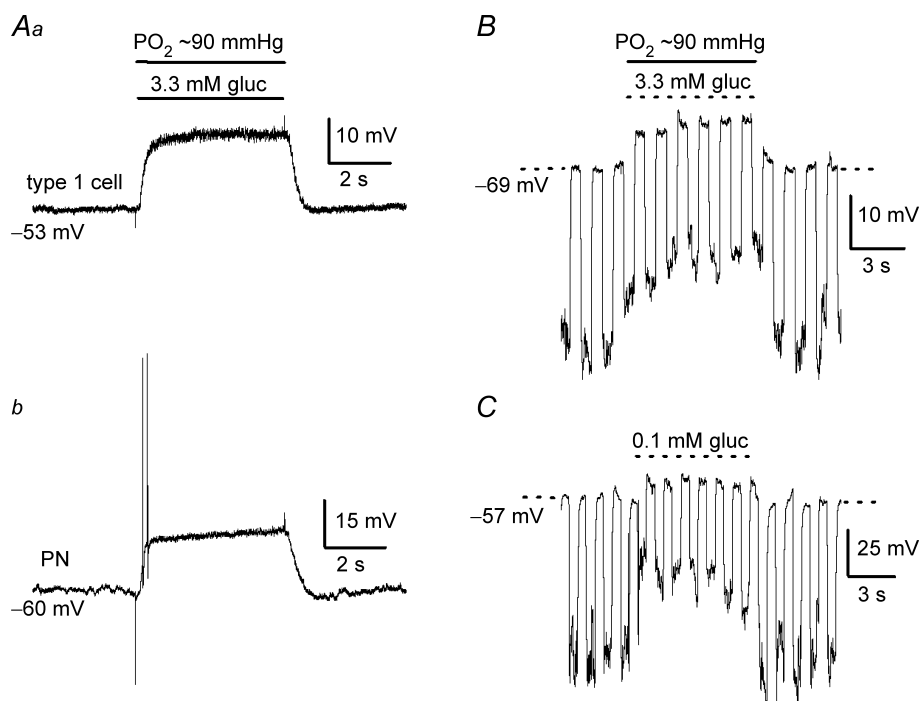 Aa
PO2 ~90 mmHg
3.3 mM gluc
10 mV
2 s
type 1 cell
−53 mV
b
15 mV
2 s
PN
−60 mV
B
PO2 ~90 mmHg
3.3 mM gluc
−69 mV
10 mV
3 s
C
0.1 mM gluc
−57 mV
25 mV
3 s